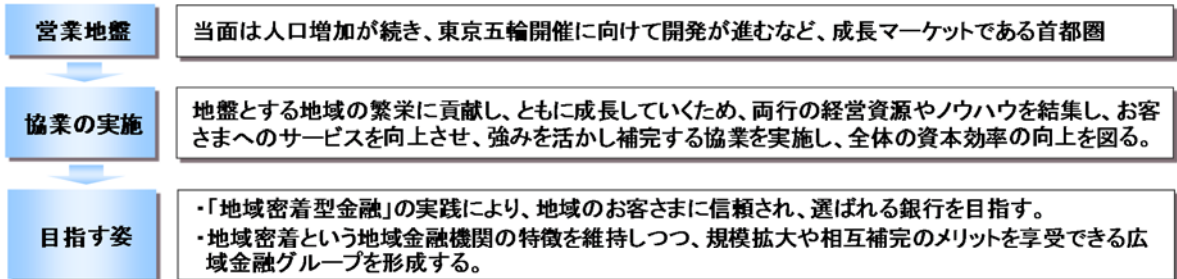 営業地盤
当面は人口増加が続き、東京五輪開催に向けて開発が進むなど、成長マーケットである首都圏
協業の実施
地盤とする地域の繁栄に貢献し、ともに成長していくため、両行の経営資源やノウハウを結集し、お客
さまへのサービスを向上させ、強みを活かし補完する協業を実施し、全体の資本効率の向上を図る。
目指す姿
・「地域密着型金融」の実践により、地域のお客さまに信頼され、選ばれる銀行を目指す。
・地域密着という地域金融機関の特徴を維持しつつ、規模拡大や相互補完のメリットを享受できる広
域金融グループを形成する。